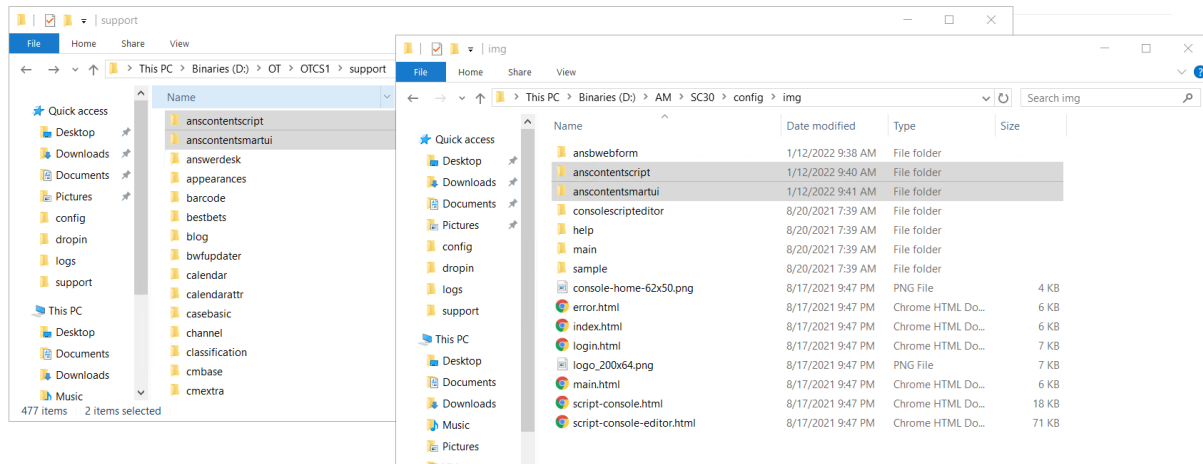 support
File Home Share View
This PC > Binaries (D:) > OT > OTCS1 > support
Name
Quick access
Desktop
Downloads
Documents
Pictures
config
dropin
logs
support
This PC
Desktop
Documents
Downloads
Music
anscontentscript
anscontentsmartui
answerdesk
appearances
barcode
bestbets
blog
bwfupdater
calendar
calendarattr
casebasic
channel
classification
cmbase
cmextra
477 items 2 items selected
img
File Home Share View
This PC > Binaries (D:) > AM > SC30 > config > img
Search img
Quick access
Desktop
Downloads
Documents
Pictures
config
dropin
logs
support
This PC
Desktop
Documents
Downloads
Music
Pictures
Name Date modified Type Size
ansbwebform 1/12/2022 9:38 AM File folder
anscontentscript 1/12/2022 9:40 AM File folder
anscontentsmartui 1/12/2022 9:41 AM File folder
consolescripteditor 8/20/2021 7:39 AM File folder
help 8/20/2021 7:39 AM File folder
main 8/20/2021 7:39 AM File folder
sample 8/20/2021 7:39 AM File folder
console-home-62x50.png 8/17/2021 9:47 PM PNG File 4 KB
error.html 8/17/2021 9:47 PM Chrome HTML Do... 6 KB
index.html 8/17/2021 9:47 PM Chrome HTML Do... 6 KB
login.html 8/17/2021 9:47 PM Chrome HTML Do... 7 KB
logo_200x64.png 8/17/2021 9:47 PM PNG File 7 KB
main.html 8/17/2021 9:47 PM Chrome HTML Do... 6 KB
script-console.html 8/17/2021 9:47 PM Chrome HTML Do... 18 KB
script-console-editor.html 8/17/2021 9:47 PM Chrome HTML Do... 71 KB